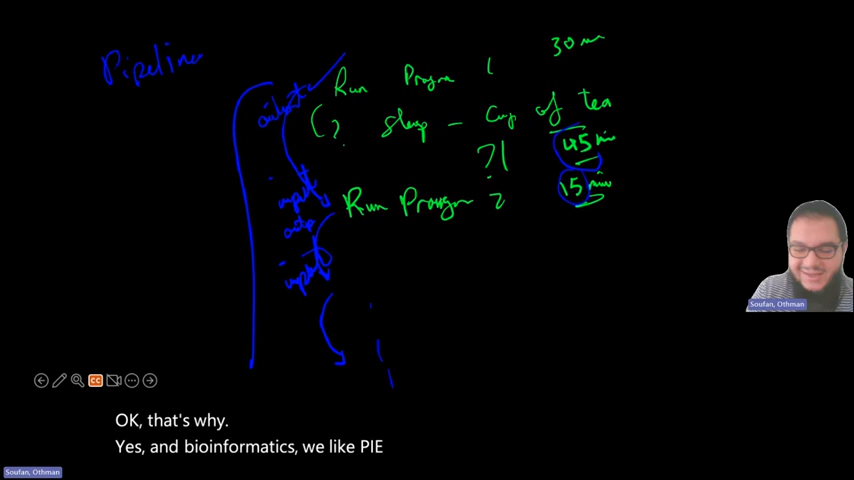 Pipeline
30 min
Run Program 1
output
(? Sleep - Cup of tea
?!
45 min
15 min
input
Run Program 2
output
input
Soufan, Othman
OK, that's why.
Yes, and bioinformatics, we like PIE
Soufan, Othman